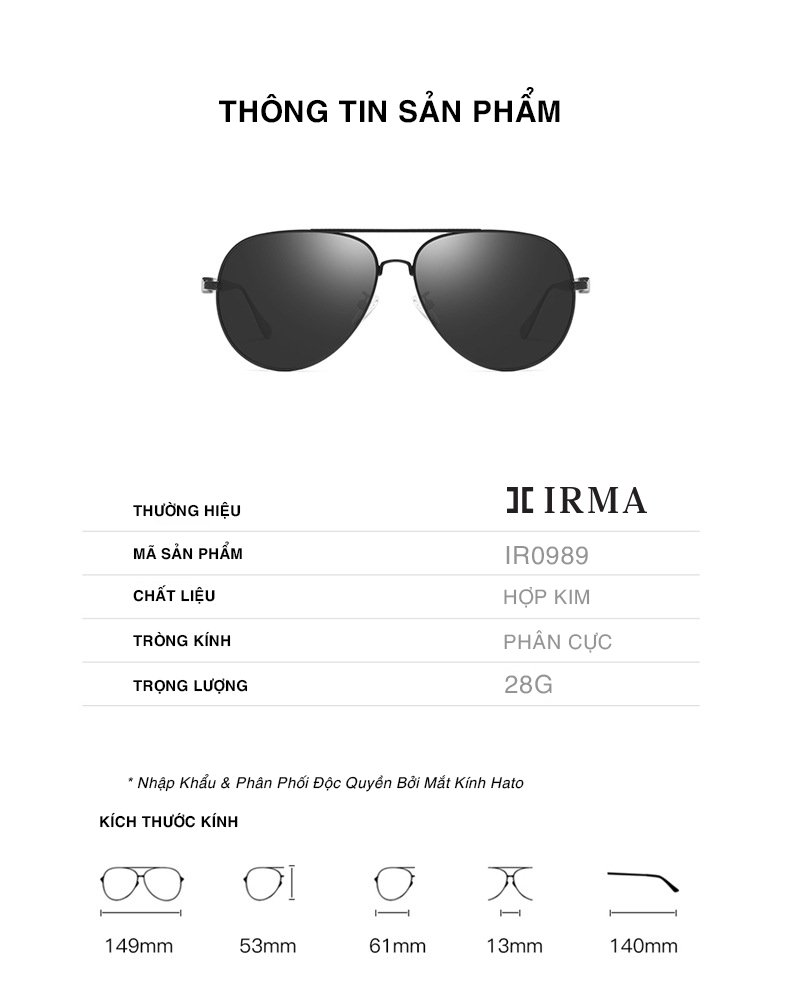 THÔNG TIN SẢN PHẨM
THƯỜNG HIỆU IRMA
MÃ SẢN PHẨM IR0989
CHẤT LIỆU HỢP KIM
TRÒNG KÍNH PHÂN CỰC
TRỌNG LƯỢNG 28G
* Nhập Khẩu & Phân Phối Độc Quyền Bởi Mắt Kính Hato
KÍCH THƯỚC KÍNH
149mm 53mm 61mm 13mm 140mm